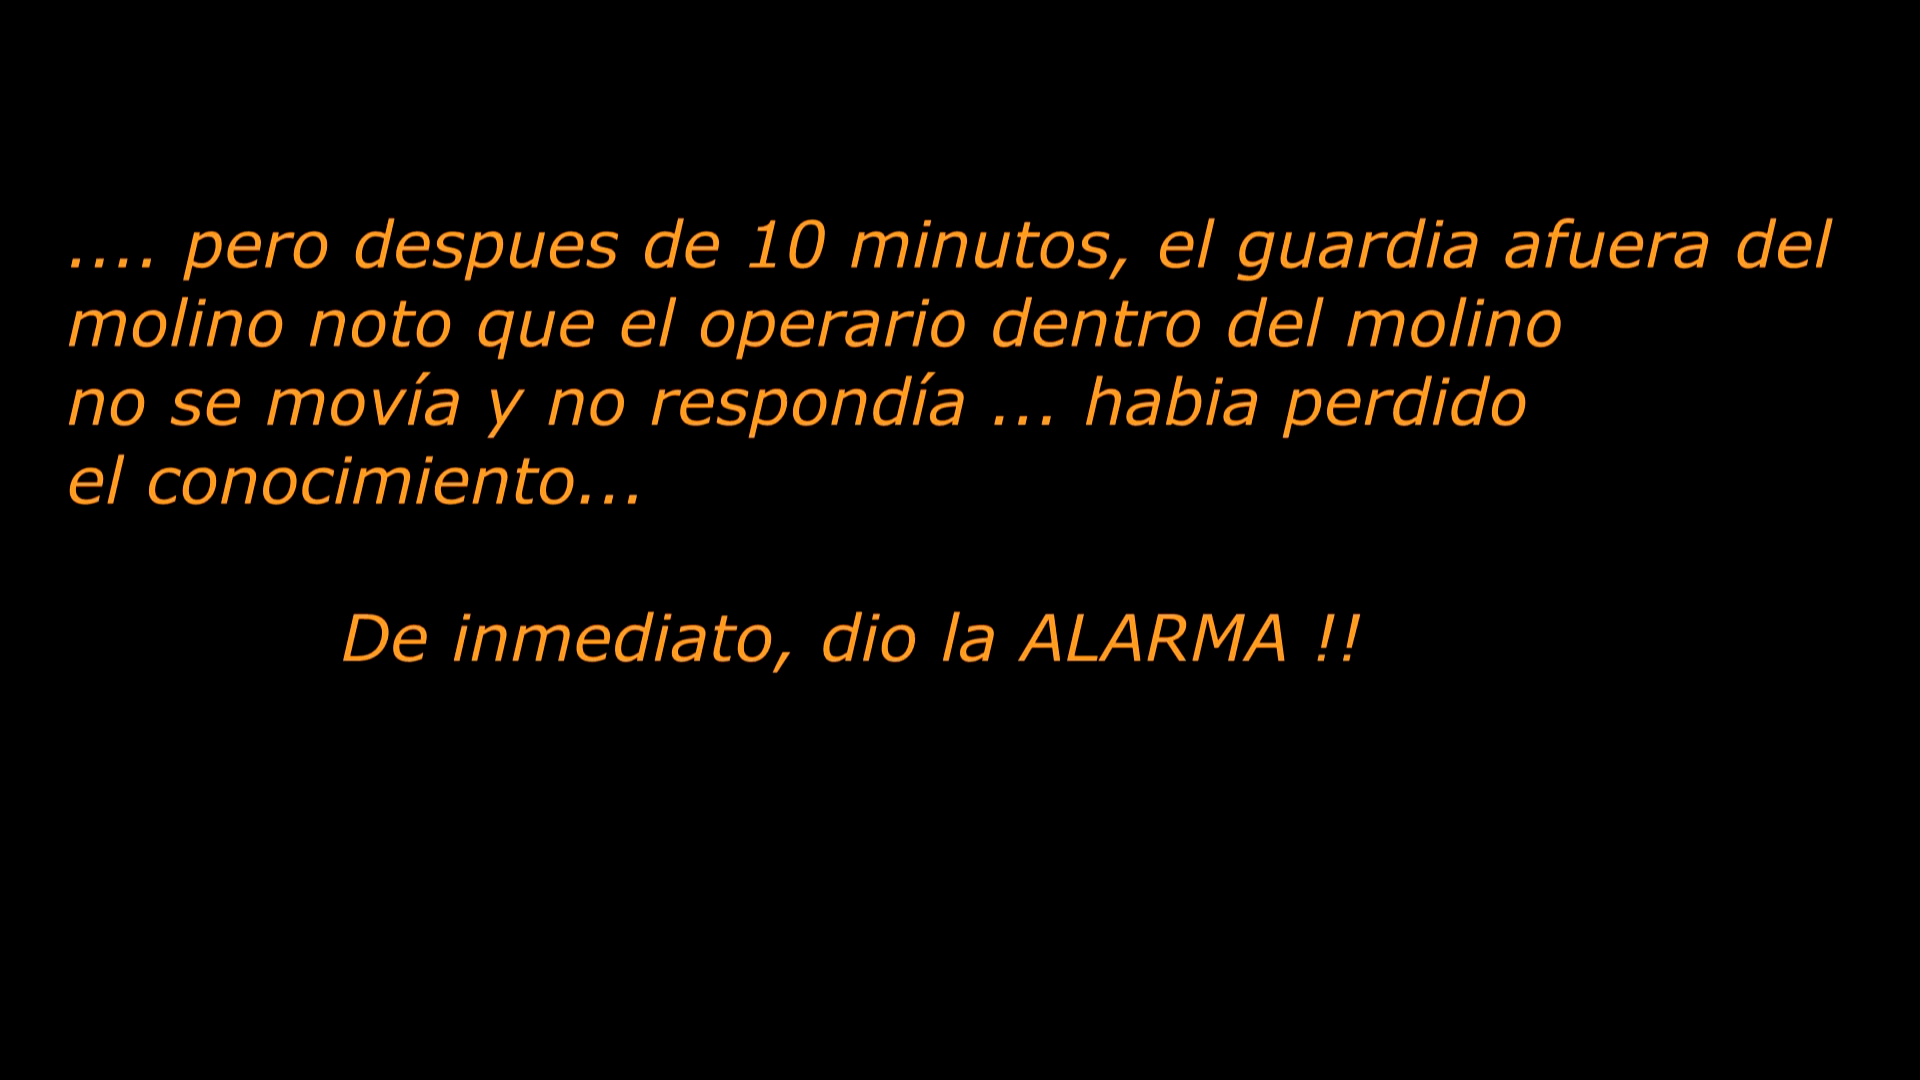 .... pero despues de 10 minutos, el guardia afuera del
molino noto que el operario dentro del molino
no se movía y no respondía ... habia perdido
el conocimiento...
De inmediato, dio la ALARMA !!